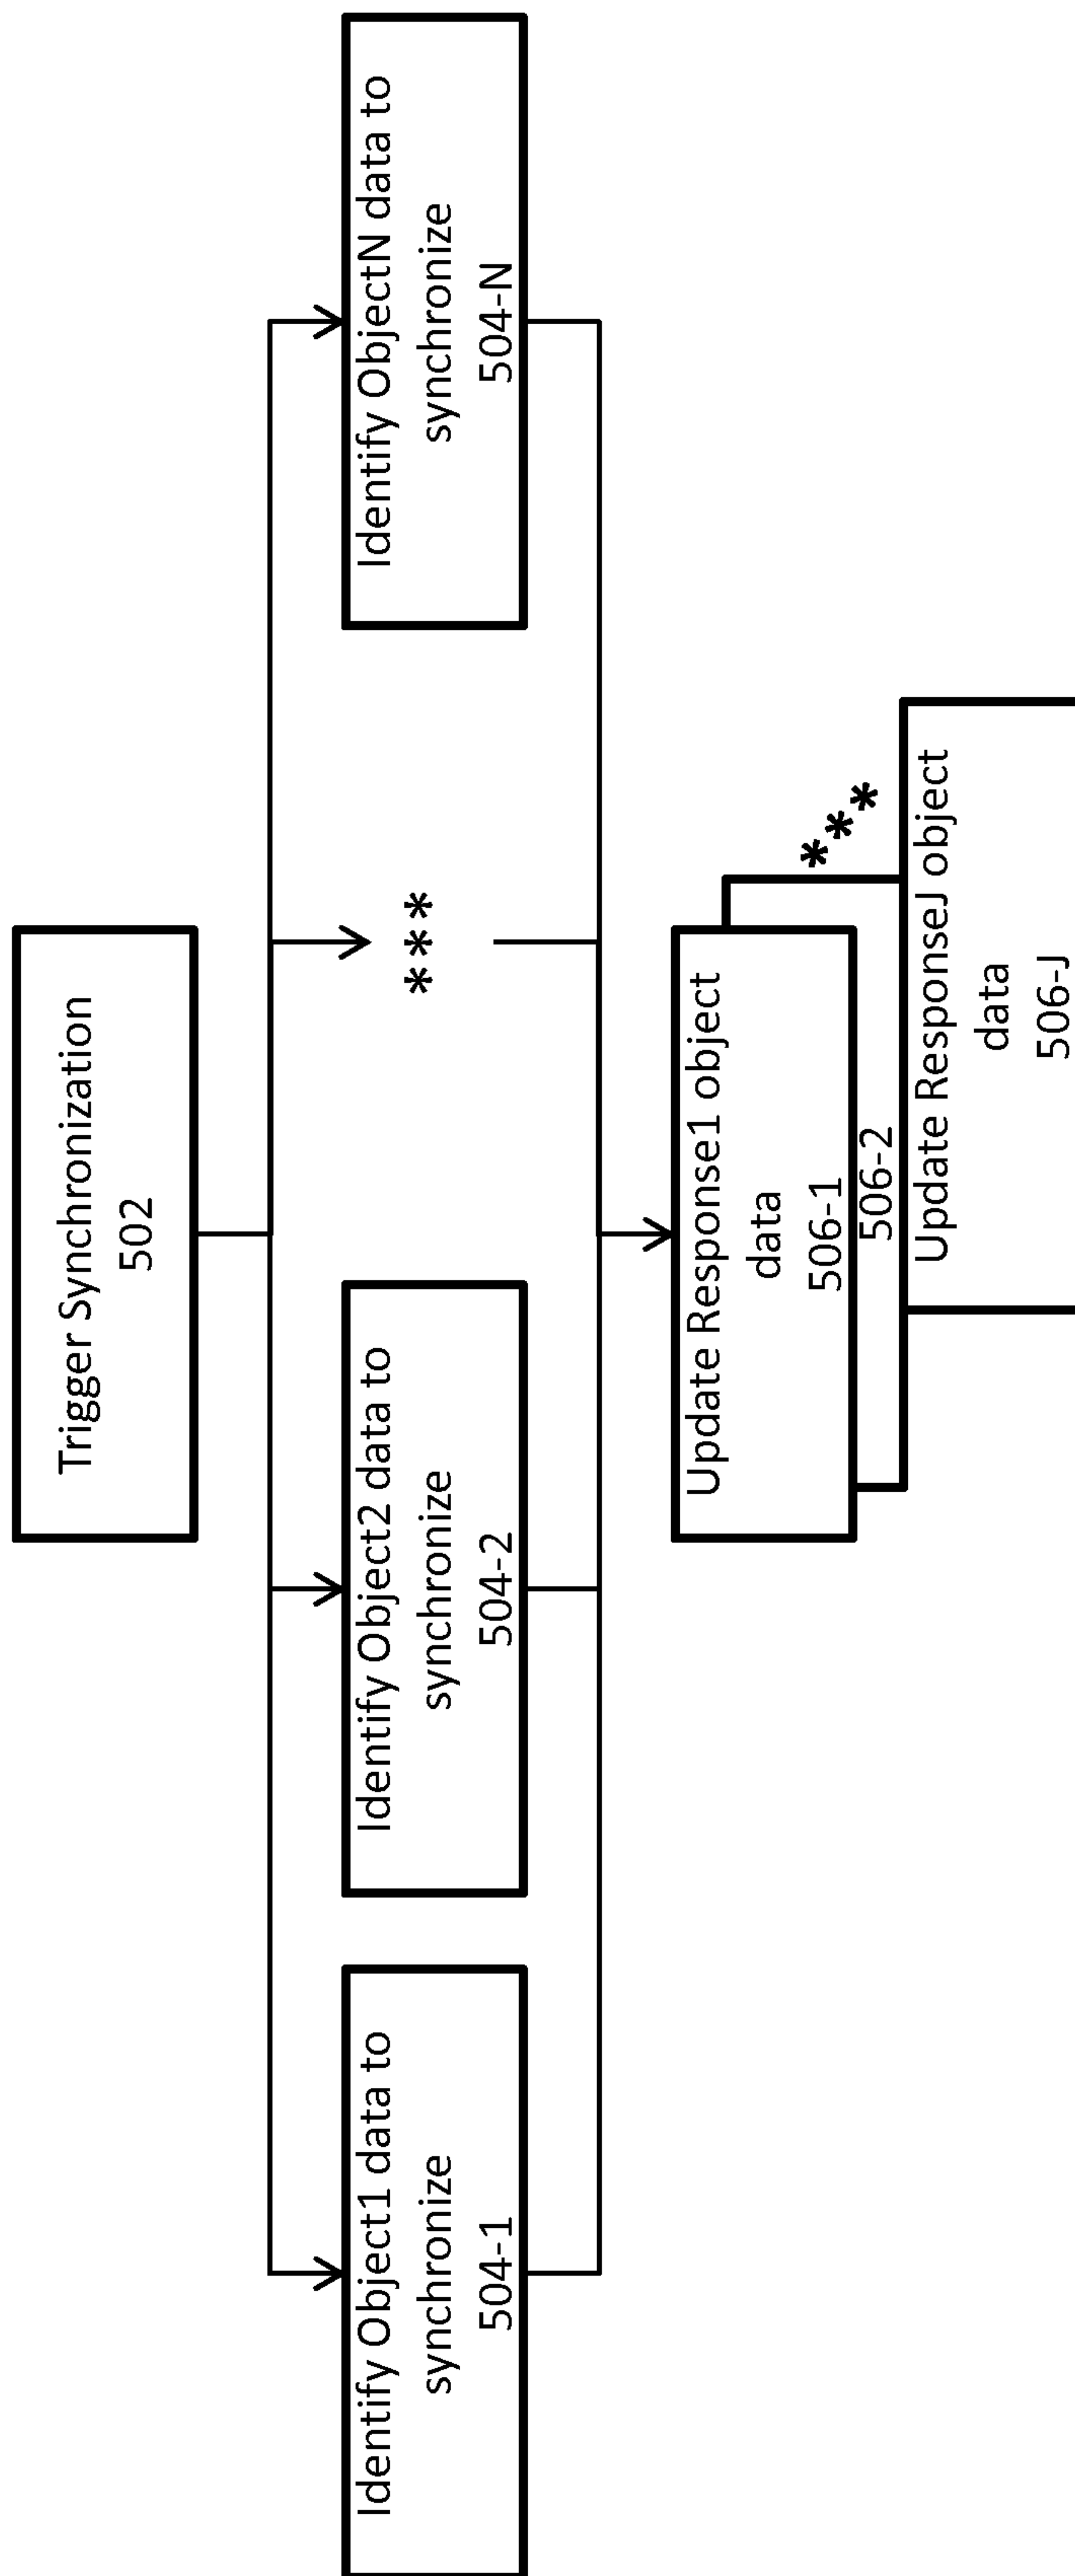 Trigger Synchronization
502
Identify Object1 data to
synchronize
504-1
Identify Object2 data to
synchronize
504-2
***
Identify ObjectN data to
synchronize
504-N
Update Response1 object
data
506-1
506-2
***
Update ResponseJ object
data
506-J